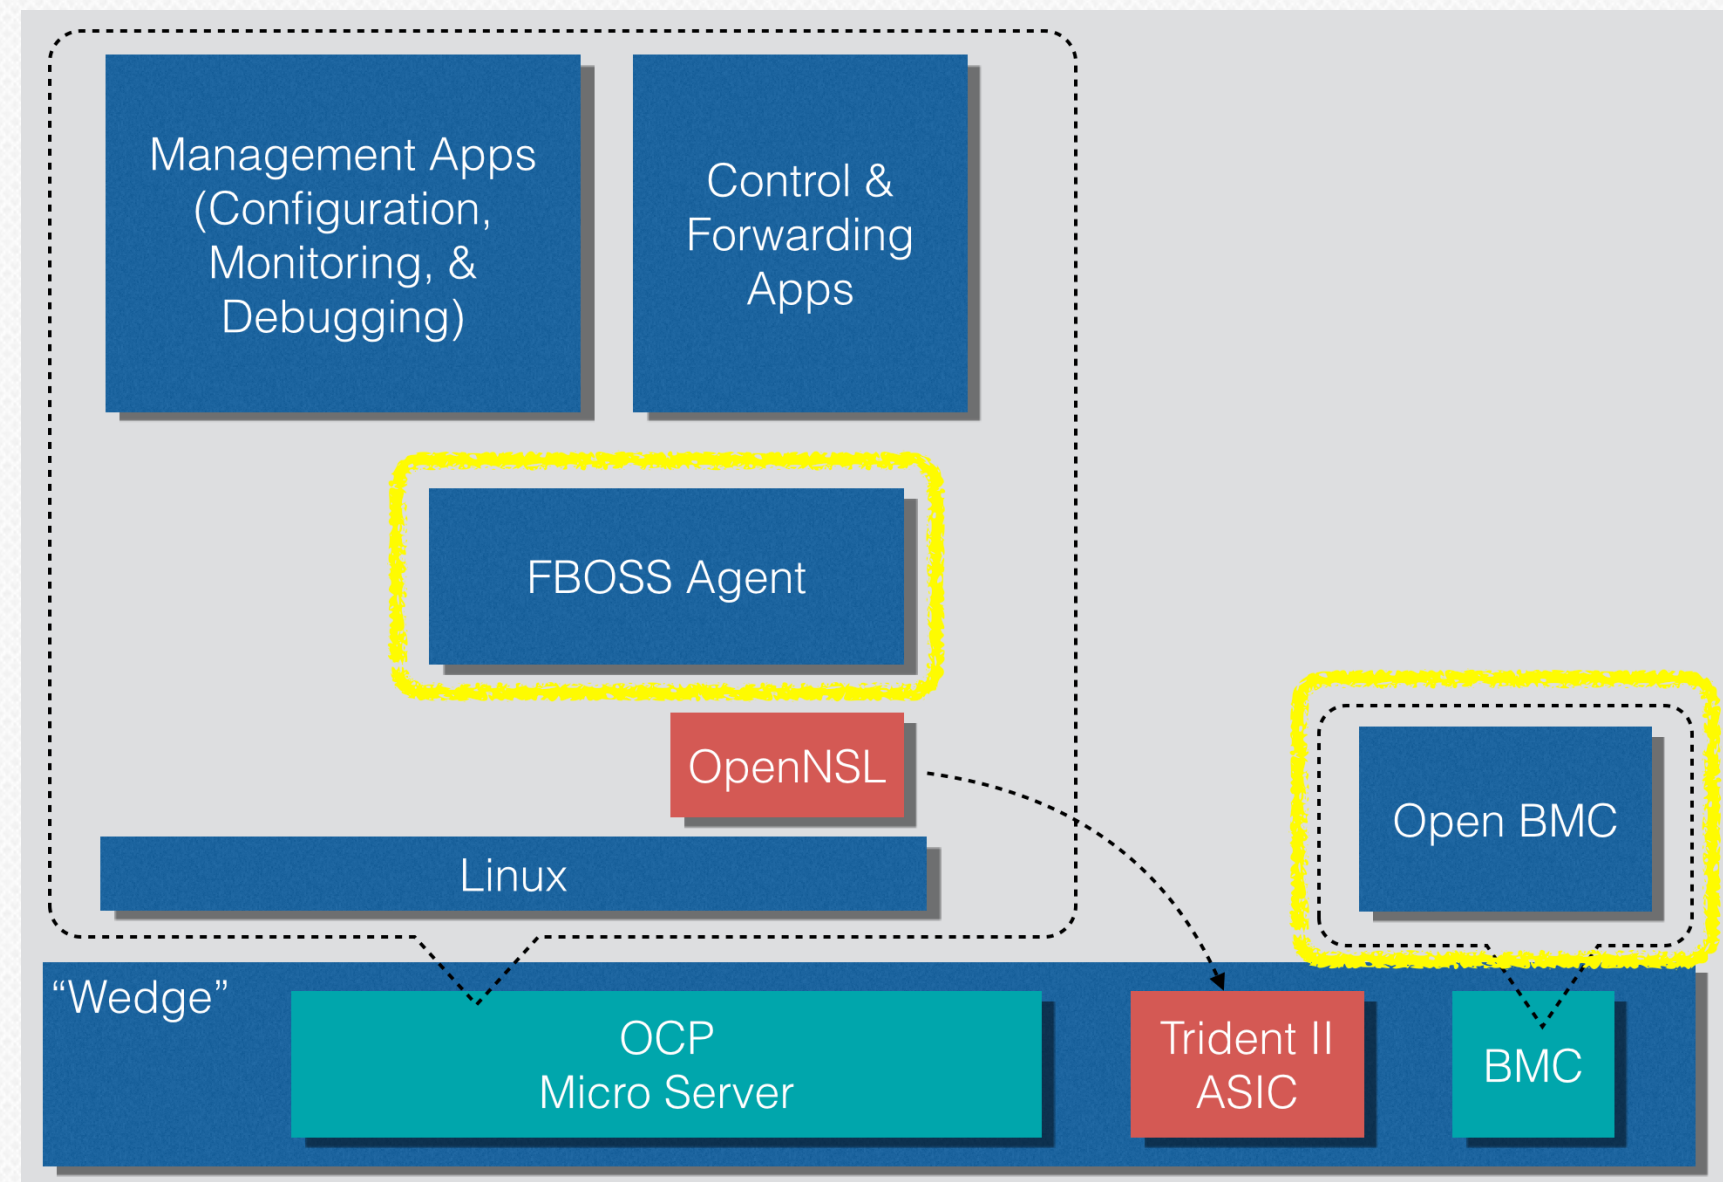 Management Apps
(Configuration,
Monitoring, &
Debugging)
Control &
Forwarding
Apps
FBOSS Agent
OpenNSL
Open BMC
Linux
“Wedge”
OCP
Micro Server
Trident II
ASIC
BMC